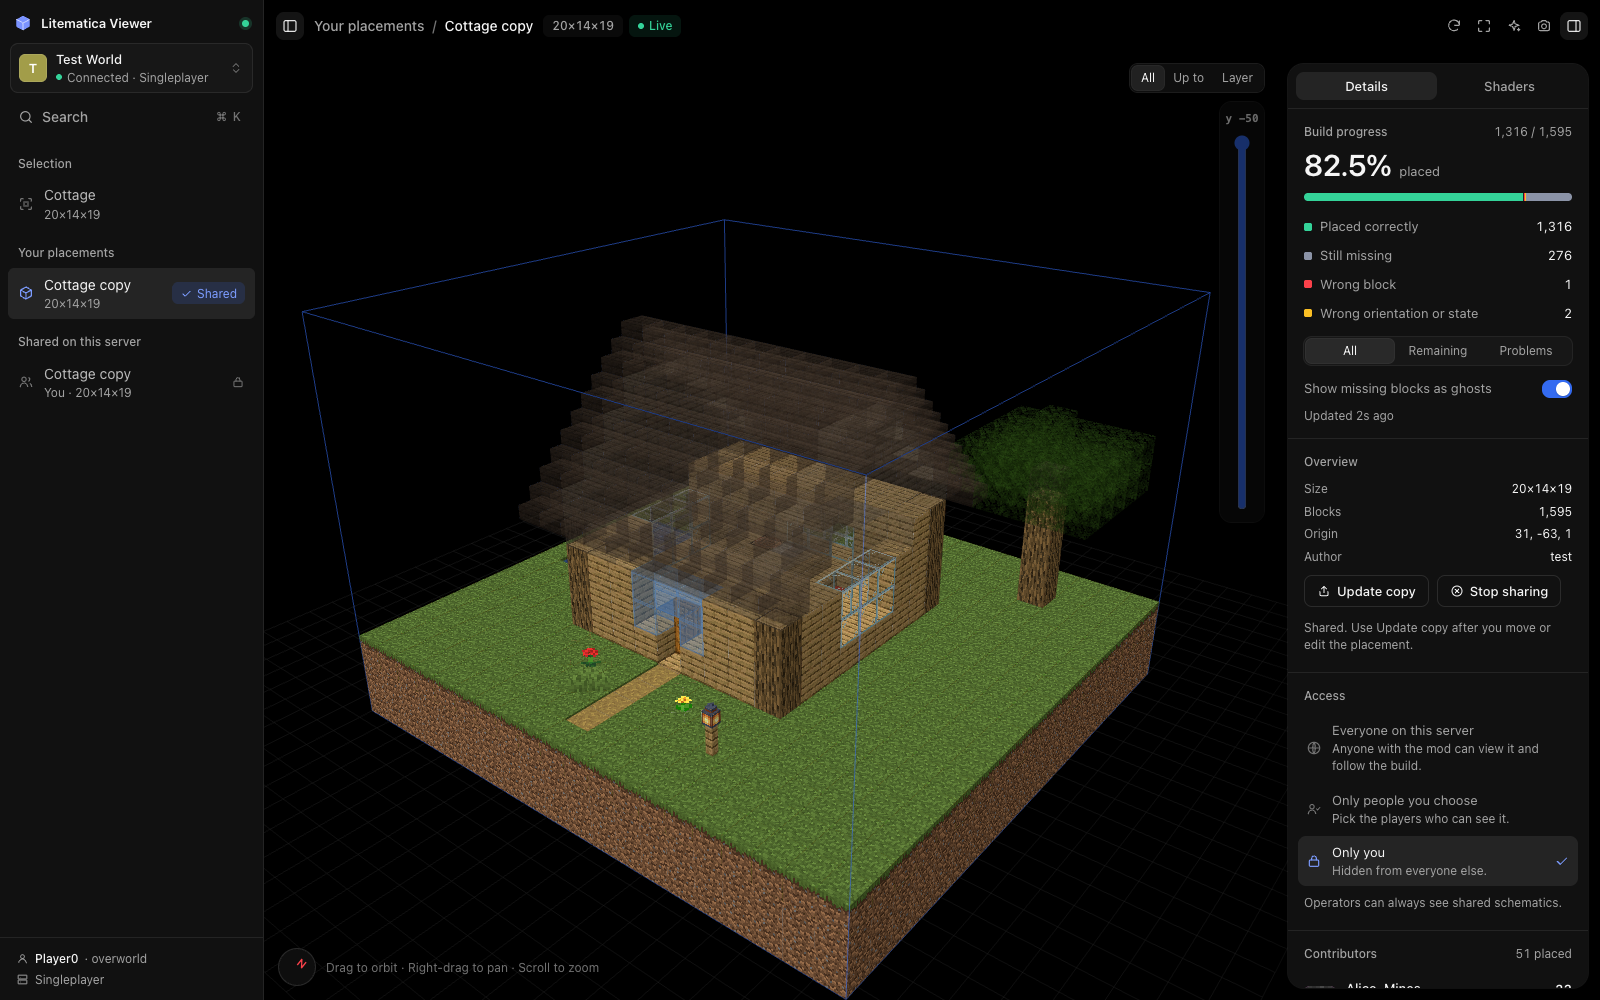 Litematica Viewer
T
Test World
Connected · Singleplayer
Search
⌘ K
Selection
Cottage
20×14×19
Your placements
Cottage copy
20×14×19
Shared
Shared on this server
Cottage copy
You · 20×14×19
Player0 · overworld
Singleplayer
Your placements / Cottage copy
20×14×19
Live
All
Up to
Layer
y -50
N
Drag to orbit · Right-drag to pan · Scroll to zoom
Details
Shaders
Build progress
1,316 / 1,595
82.5% placed
Placed correctly
1,316
Still missing
276
Wrong block
1
Wrong orientation or state
2
All
Remaining
Problems
Show missing blocks as ghosts
Updated 2s ago
Overview
Size
20×14×19
Blocks
1,595
Origin
31, -63, 1
Author
test
Update copy
Stop sharing
Shared. Use Update copy after you move or
edit the placement.
Access
Everyone on this server
Anyone with the mod can view it and
follow the build.
Only people you choose
Pick the players who can see it.
Only you
Hidden from everyone else.
Operators can always see shared schematics.
Contributors
51 placed